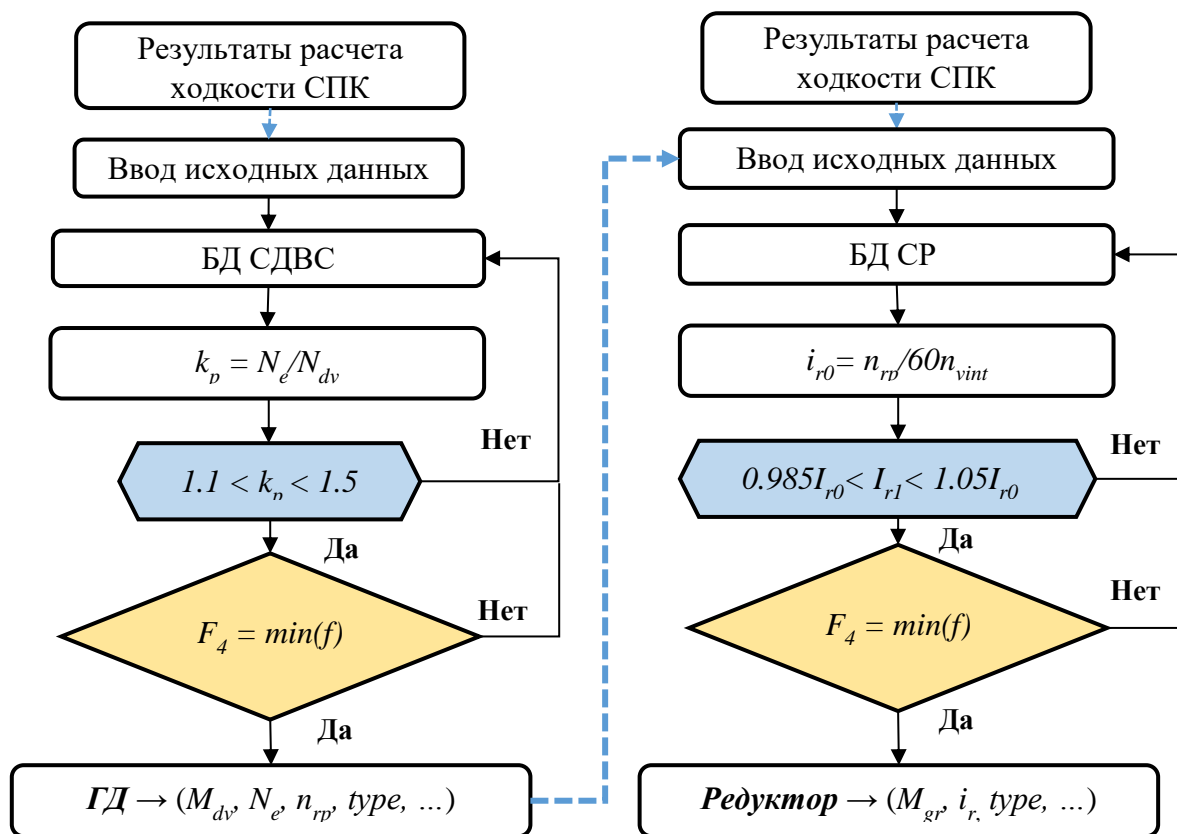 Результаты расчета
ходкости СПК
Ввод исходных данных
БД СДВС
k_p = N_e/N_dv
1.1 < k_p < 1.5
Нет
Да
F_4 = min(f)
Нет
Да
ГД → (M_dv, N_e, n_rp, type, …)
Результаты расчета
ходкости СПК
Ввод исходных данных
БД СР
i_r0= n_rp/60n_vint
0.985I_r0< I_r1< 1.05I_r0
Нет
Да
F_4 = min(f)
Нет
Да
Редуктор → (M_gr, i_r, type, …)